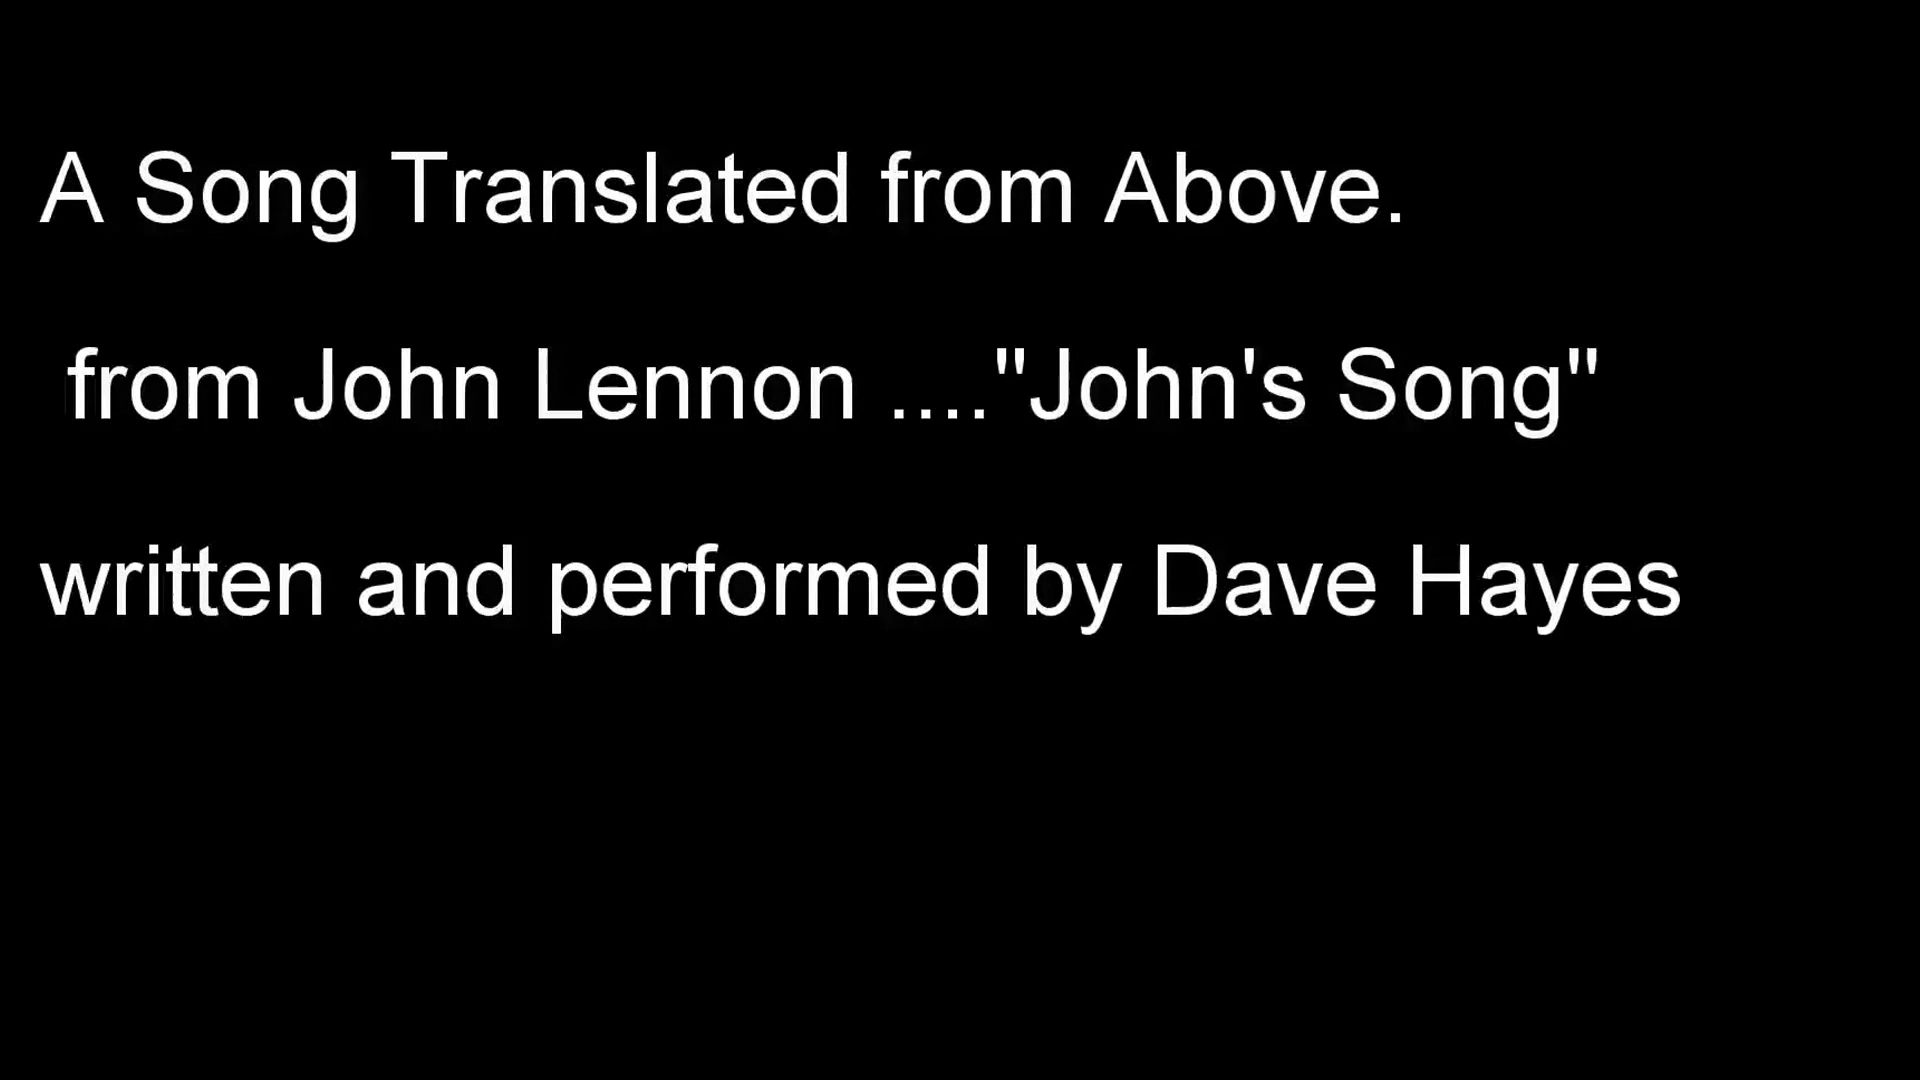 A Song Translated from Above.
from John Lennon ...."John's Song"
written and performed by Dave Hayes